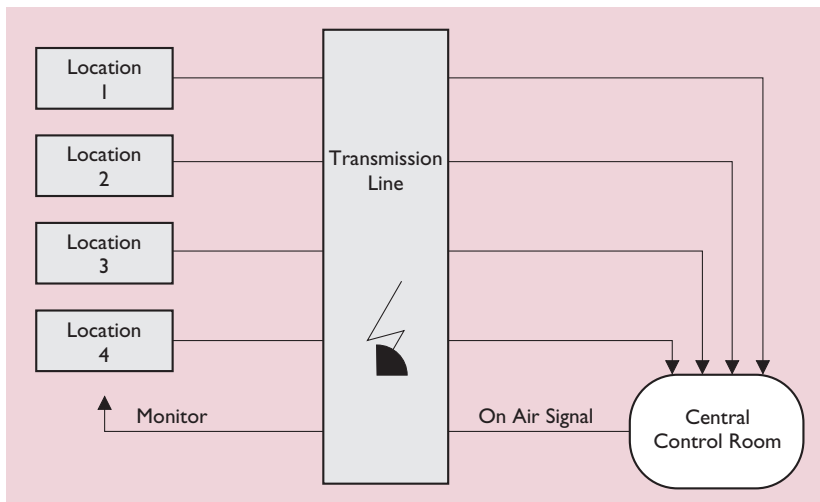 Location
1
Location
2
Location
3
Location
4
Transmission
Line
Monitor
On Air Signal
Central
Control Room